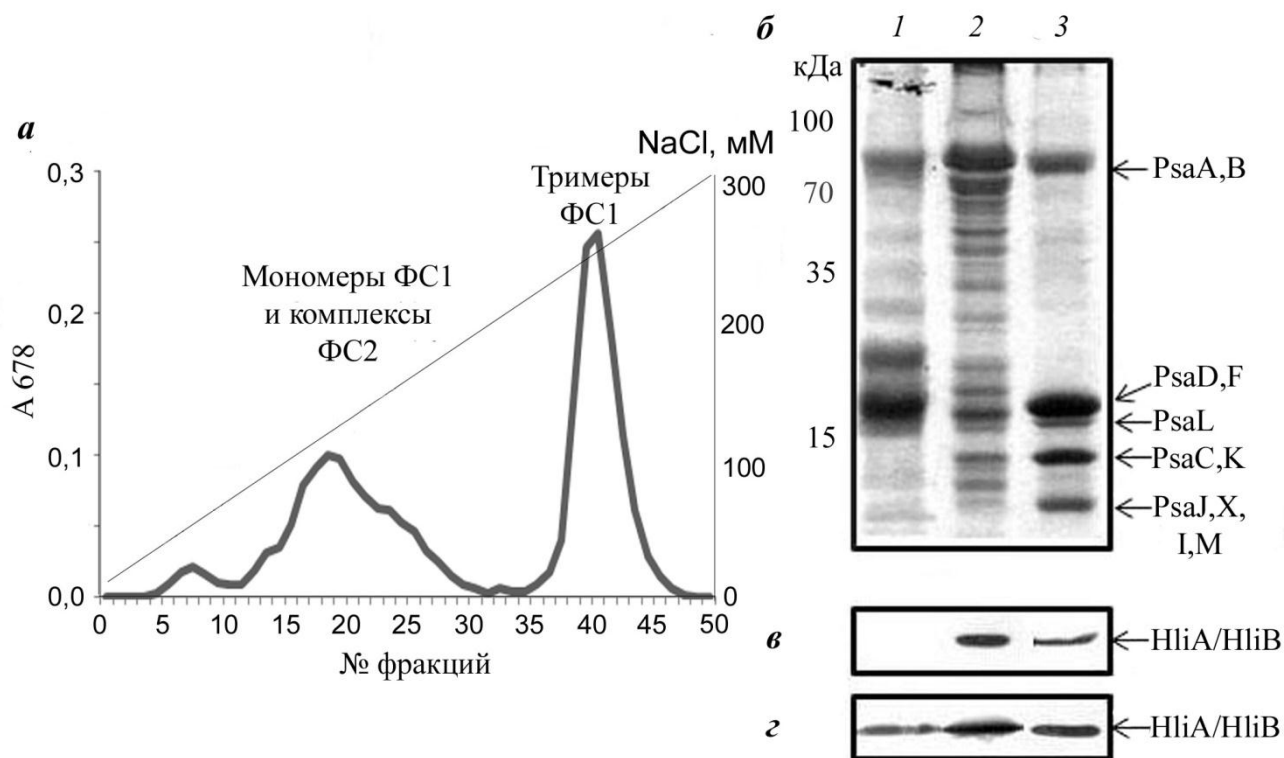 а
NaCl, мМ
0,3
300
Тримеры
ФС1
Мономеры ФС1
и комплексы
ФС2
0,2
200
А 678
0,1
100
0,0
0
0 5 10 15 20 25 30 35 40 45 50
№ фракций
б 1 2 3
кДа
100
70
35
15
PsaA,B
PsaD,F
PsaL
PsaC,K
PsaJ,X,
I,M
в HliA/HliB
г HliA/HliB